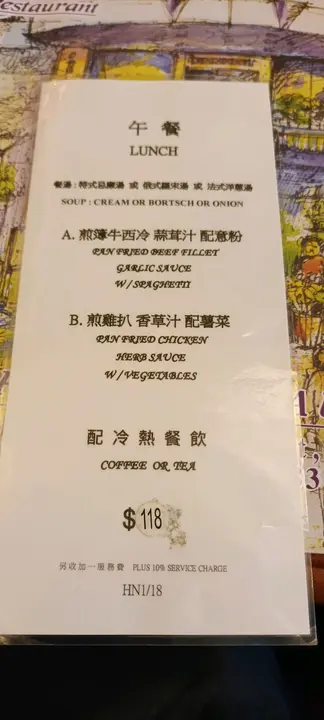 Restaurant
午餐
LUNCH
餐湯 : 特式忌廉湯 或 俄式羅宋湯 或 法式洋蔥湯
SOUP : CREAM OR BORTSCH OR ONION
A. 煎薄牛西冷 蒜茸汁 配意粉
PAN FRIED BEEF FILLET
GARLIC SAUCE
W / SPAGHETTI
B. 煎雞扒 香草汁 配薯菜
PAN FRIED CHICKEN
HERB SAUCE
W / VEGETABLES
配冷熱餐飲
COFFEE OR TEA
$ 118
另收加一服務費 PLUS 10% SERVICE CHARGE
HN1/18